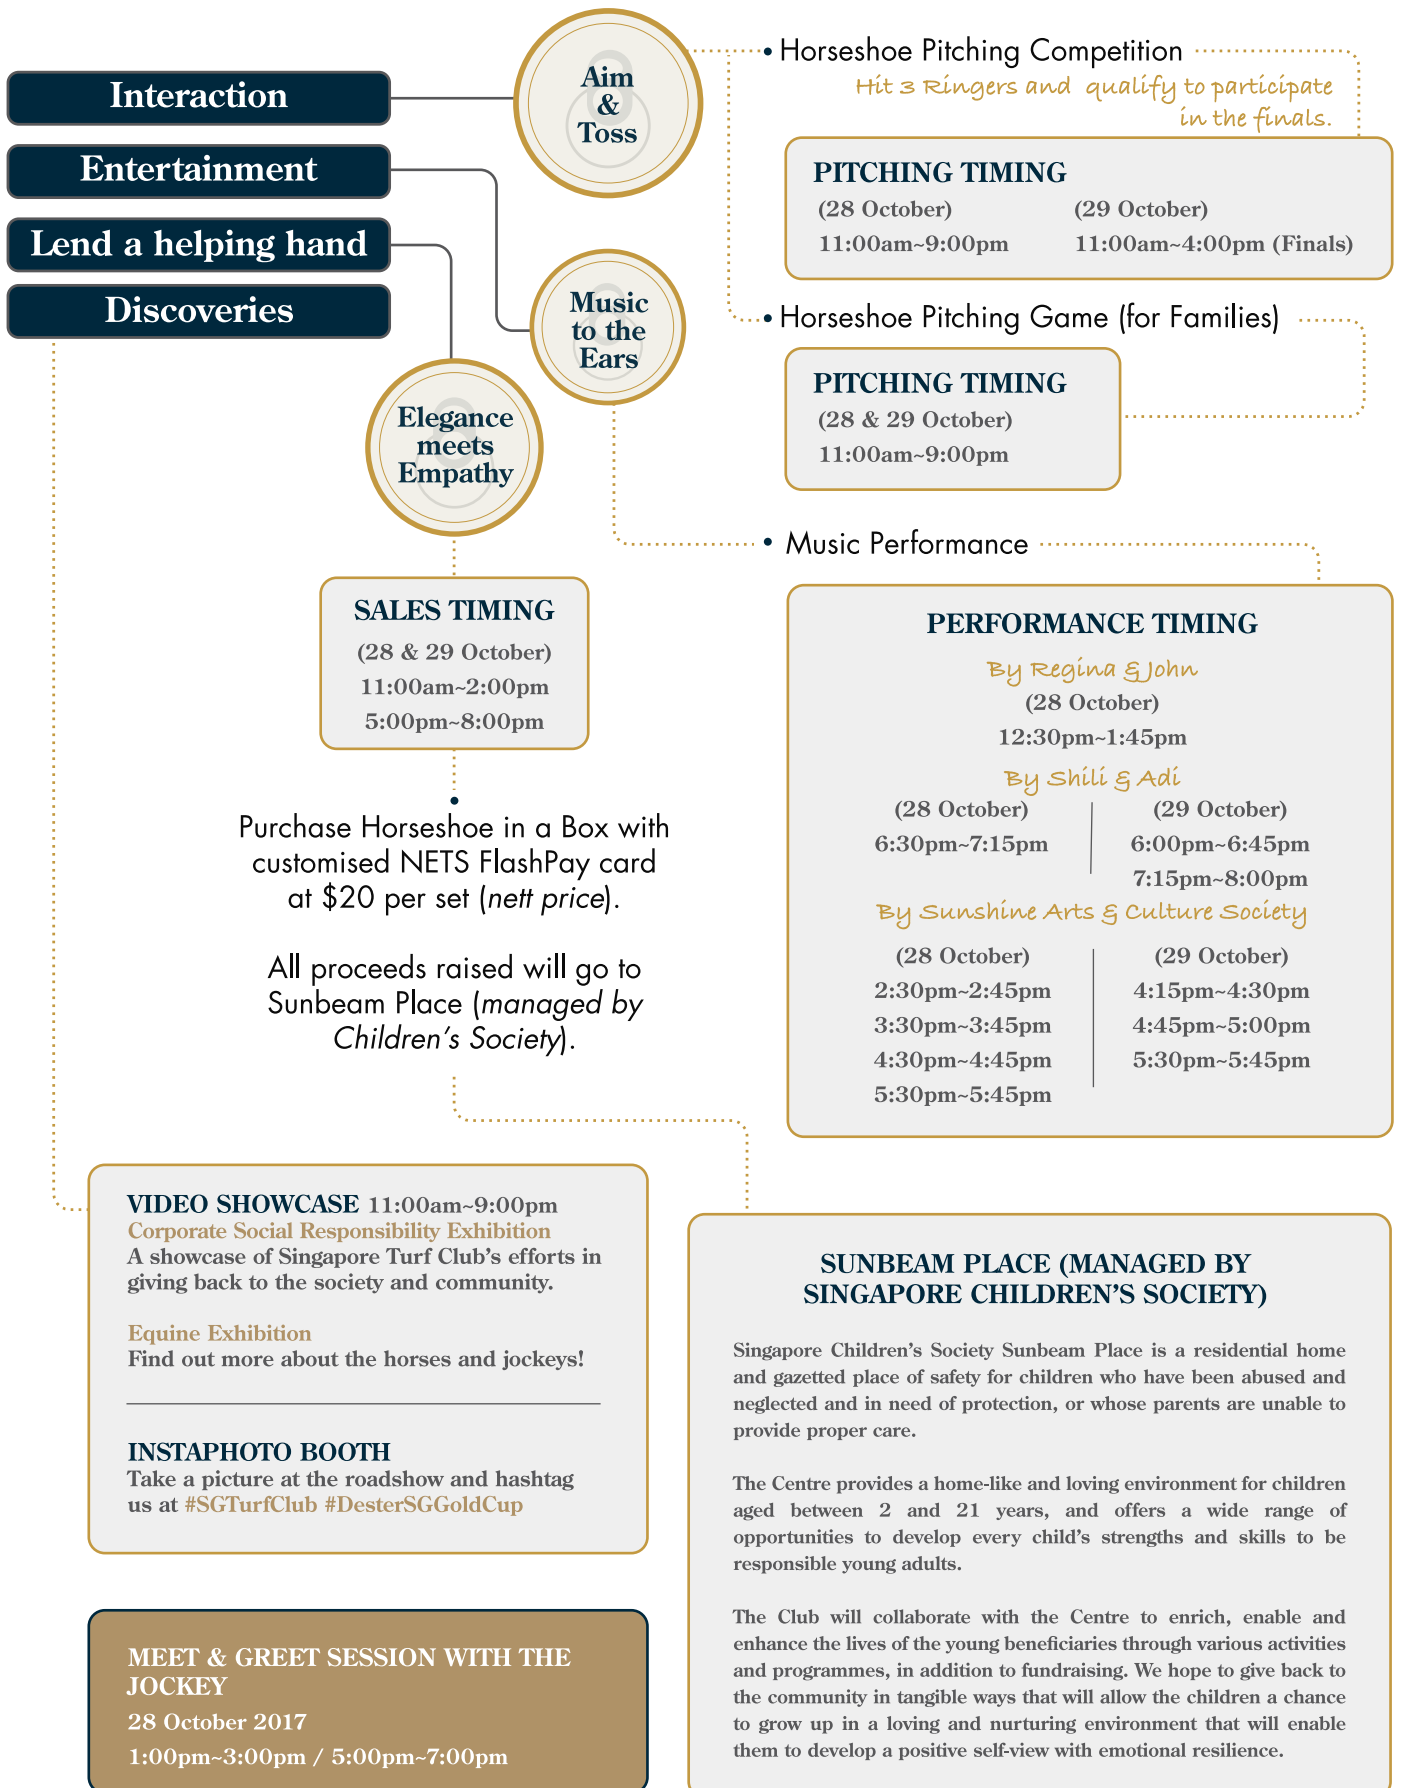 Interaction
Entertainment
Lend a helping hand
Discoveries
Aim
&
Toss
Music
to the
Ears
Elegance
meets
Empathy
• Horseshoe Pitching Competition
Hit 3 Ringers and qualify to participate
in the finals.
PITCHING TIMING
(28 October) (29 October)
11:00am~9:00pm 11:00am~4:00pm (Finals)
• Horseshoe Pitching Game (for Families)
PITCHING TIMING
(28 & 29 October)
11:00am~9:00pm
• Music Performance
PERFORMANCE TIMING
By Regina & John
(28 October)
12:30pm~1:45pm
By Shili & Adi
(28 October) (29 October)
6:30pm~7:15pm 6:00pm~6:45pm
7:15pm~8:00pm
By Sunshine Arts & Culture Society
(28 October) (29 October)
2:30pm~2:45pm 4:15pm~4:30pm
3:30pm~3:45pm 4:45pm~5:00pm
4:30pm~4:45pm 5:30pm~5:45pm
5:30pm~5:45pm
SALES TIMING
(28 & 29 October)
11:00am~2:00pm
5:00pm~8:00pm
•
Purchase Horseshoe in a Box with
customised NETS FlashPay card
at $20 per set (nett price).
All proceeds raised will go to
Sunbeam Place (managed by
Children's Society).
VIDEO SHOWCASE 11:00am~9:00pm
Corporate Social Responsibility Exhibition
A showcase of Singapore Turf Club's efforts in
giving back to the society and community.
Equine Exhibition
Find out more about the horses and jockeys!
INSTAPHOTO BOOTH
Take a picture at the roadshow and hashtag
us at #SGTurfClub #DesterSGGoldCup
MEET & GREET SESSION WITH THE
JOCKEY
28 October 2017
1:00pm~3:00pm / 5:00pm~7:00pm
SUNBEAM PLACE (MANAGED BY
SINGAPORE CHILDREN'S SOCIETY)
Singapore Children's Society Sunbeam Place is a residential home
and gazetted place of safety for children who have been abused and
neglected and in need of protection, or whose parents are unable to
provide proper care.
The Centre provides a home-like and loving environment for children
aged between 2 and 21 years, and offers a wide range of
opportunities to develop every child's strengths and skills to be
responsible young adults.
The Club will collaborate with the Centre to enrich, enable and
enhance the lives of the young beneficiaries through various activities
and programmes, in addition to fundraising. We hope to give back to
the community in tangible ways that will allow the children a chance
to grow up in a loving and nurturing environment that will enable
them to develop a positive self-view with emotional resilience.